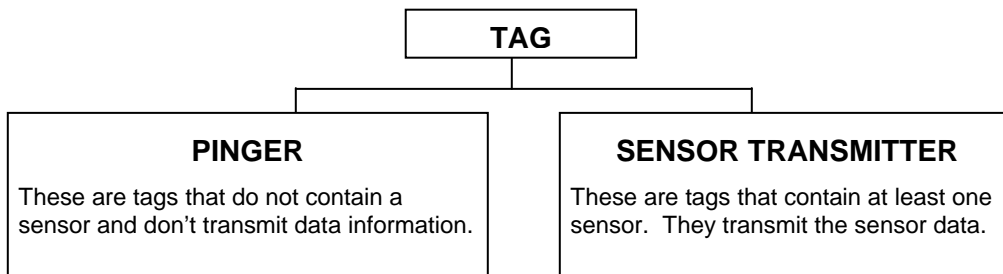 TAG
PINGER
These are tags that do not contain a
sensor and don’t transmit data information.
SENSOR TRANSMITTER
These are tags that contain at least one
sensor.  They transmit the sensor data.